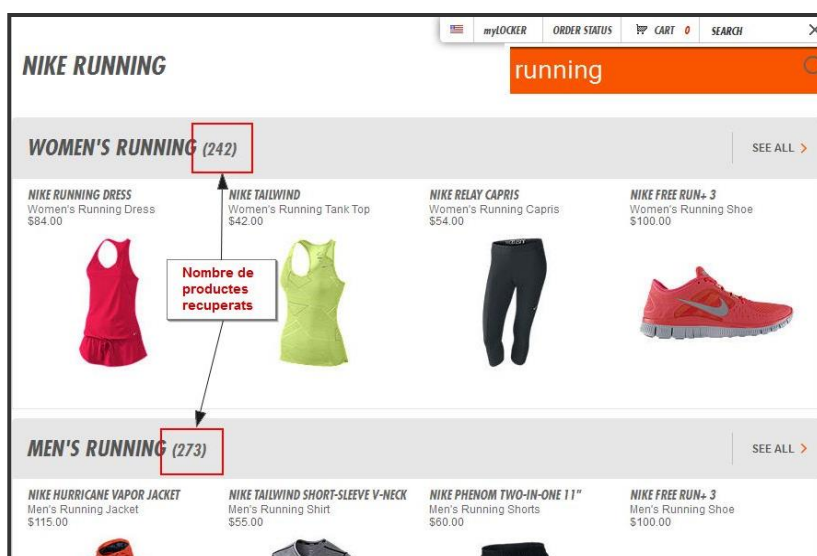 myLOCKER ORDER STATUS CART 0 SEARCH
NIKE RUNNING
running
WOMEN'S RUNNING (242)
SEE ALL >
NIKE RUNNING DRESS
Women's Running Dress
$84.00
NIKE TAILWIND
Women's Running Tank Top
$42.00
NIKE RELAY CAPRIS
Women's Running Capris
$54.00
NIKE FREE RUN+ 3
Women's Running Shoe
$100.00
Nombre de
productes
recuperats
MEN'S RUNNING (273)
SEE ALL >
NIKE HURRICANE VAPOR JACKET
Men's Running Jacket
$115.00
NIKE TAILWIND SHORT-SLEEVE V-NECK
Men's Running Shirt
$55.00
NIKE PHENOM TWO-IN-ONE 11"
Men's Running Shorts
$60.00
NIKE FREE RUN+ 3
Men's Running Shoe
$100.00